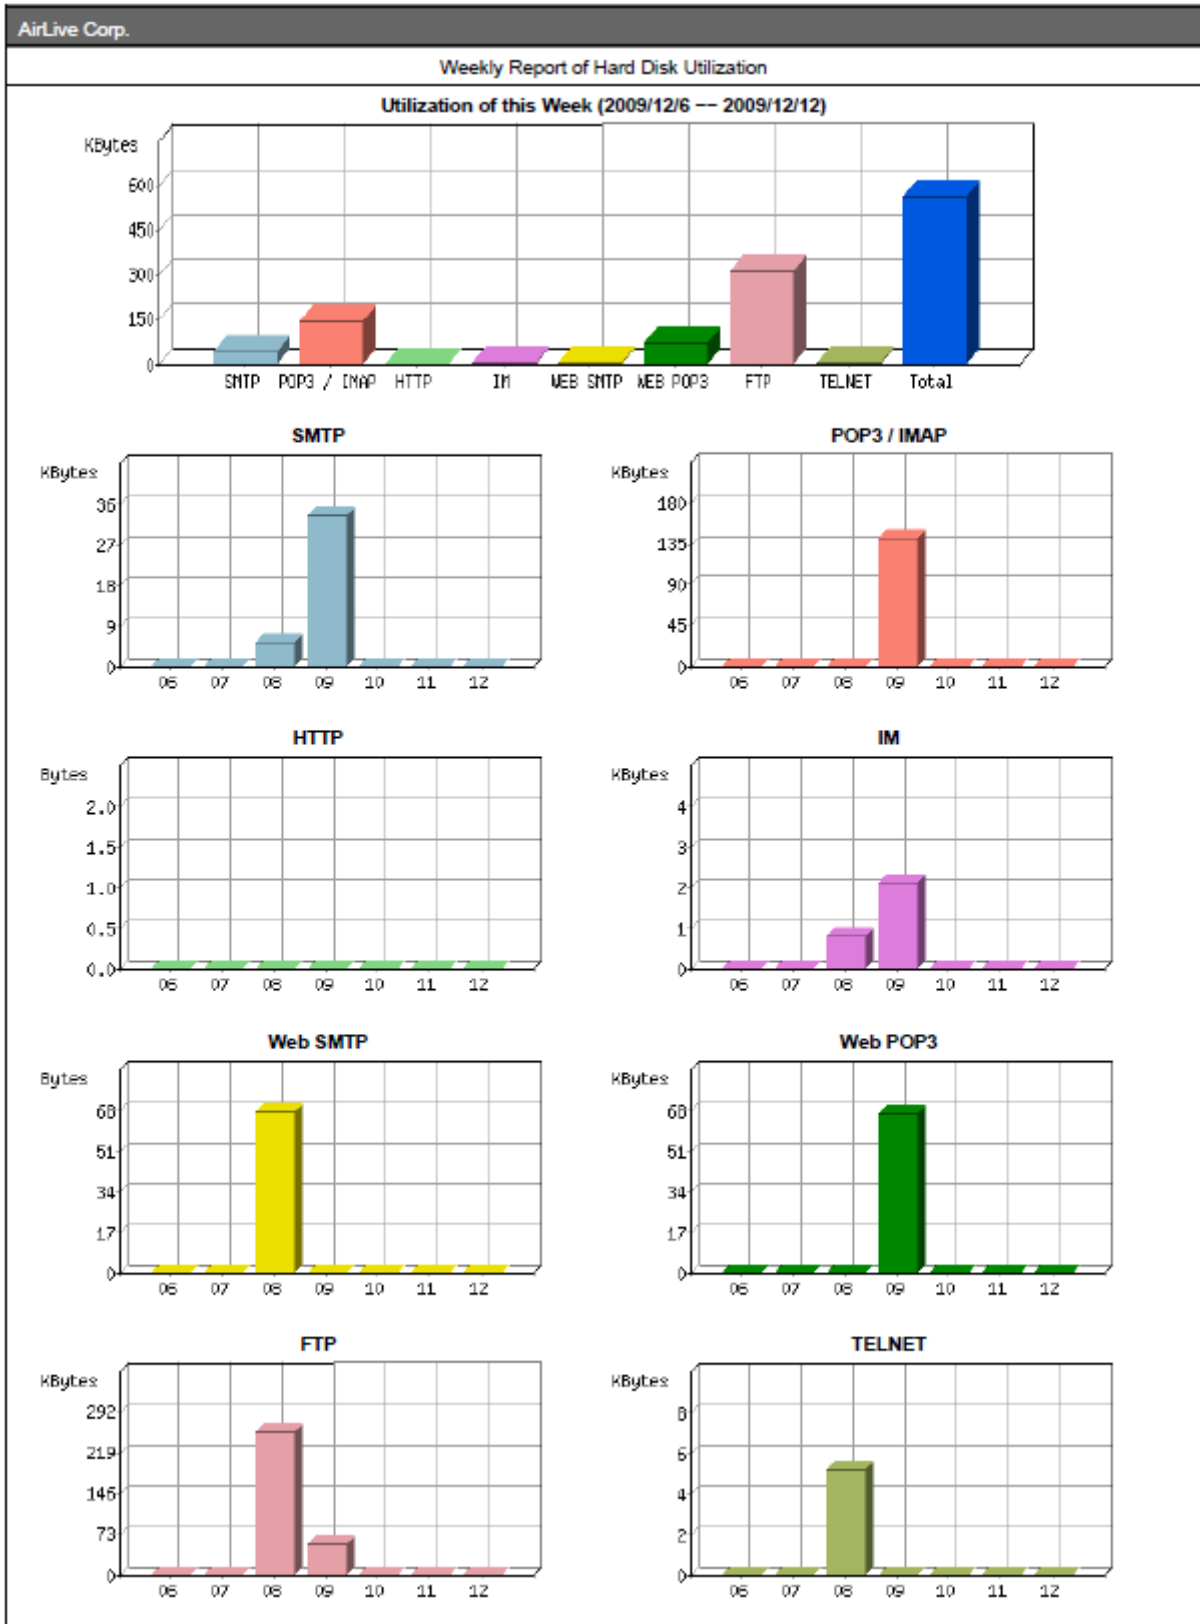 AirLive Corp.
Weekly Report of Hard Disk Utilization
Utilization of this Week (2009/12/6 -- 2009/12/12)
KBytes
600
450
300
150
0
SMTP POP3 / IMAP HTTP IM WEB SMTP WEB POP3 FTP TELNET Total
SMTP
KBytes
36
27
18
9
0
06 07 08 09 10 11 12
POP3 / IMAP
KBytes
180
135
90
45
0
06 07 08 09 10 11 12
HTTP
Bytes
2.0
1.5
1.0
0.5
0.0
06 07 08 09 10 11 12
IM
KBytes
4
3
2
1
0
06 07 08 09 10 11 12
Web SMTP
Bytes
68
51
34
17
0
06 07 08 09 10 11 12
Web POP3
KBytes
68
51
34
17
0
06 07 08 09 10 11 12
FTP
KBytes
292
219
146
73
0
06 07 08 09 10 11 12
TELNET
KBytes
8
6
4
2
0
06 07 08 09 10 11 12